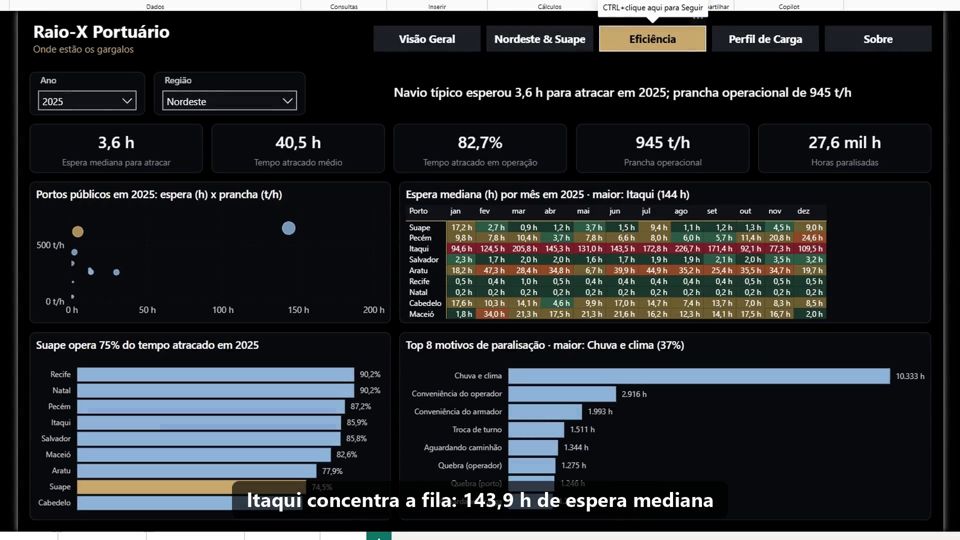 Dados Consultas Inserir Cálculos partilhar Copilot
CTRL+clique aqui para Seguir
Raio-X Portuário
Onde estão os gargalos
Visão Geral
Nordeste & Suape
Eficiência
Perfil de Carga
Sobre
Ano
2025
Região
Nordeste
Navio típico esperou 3,6 h para atracar em 2025; prancha operacional de 945 t/h
3,6 h
Espera mediana para atracar
40,5 h
Tempo atracado médio
82,7%
Tempo atracado em operação
945 t/h
Prancha operacional
27,6 mil h
Horas paralisadas
Portos públicos em 2025: espera (h) x prancha (t/h)
500 t/h
0 t/h
0 h 50 h 100 h 150 h 200 h
Espera mediana (h) por mês em 2025 · maior: Itaqui (144 h)
Porto jan fev mar abr mai jun jul ago set out nov dez
Suape 17,2 h 2,7 h 0,9 h 1,2 h 3,7 h 1,5 h 9,4 h 1,1 h 1,2 h 1,3 h 4,5 h 9,0 h
Pecém 9,8 h 7,8 h 10,4 h 3,7 h 7,8 h 6,6 h 8,0 h 6,0 h 5,7 h 11,4 h 20,8 h 24,6 h
Itaqui 94,6 h 124,5 h 205,8 h 145,3 h 131,0 h 143,5 h 172,8 h 226,7 h 171,4 h 92,1 h 77,3 h 109,5 h
Salvador 2,3 h 1,7 h 2,0 h 2,0 h 1,6 h 1,7 h 1,9 h 1,9 h 2,1 h 2,0 h 3,5 h 3,2 h
Aratu 18,2 h 47,3 h 28,4 h 34,8 h 6,7 h 39,9 h 44,9 h 35,2 h 25,4 h 35,5 h 34,7 h 19,7 h
Recife 0,5 h 0,4 h 1,0 h 0,5 h 0,5 h 0,5 h 0,4 h 0,5 h 0,5 h 0,4 h 0,5 h 0,5 h
Natal 0,2 h 0,2 h 0,2 h 0,2 h 0,2 h 0,2 h 0,2 h 0,2 h 0,2 h 0,2 h 0,2 h 0,2 h
Cabedelo 17,6 h 10,3 h 14,1 h 4,6 h 9,9 h 17,0 h 14,7 h 7,4 h 13,7 h 7,0 h 8,3 h 8,5 h
Maceió 1,8 h 34,0 h 21,3 h 17,5 h 21,3 h 21,6 h 16,2 h 12,3 h 14,1 h 17,5 h 16,7 h 2,0 h
Suape opera 75% do tempo atracado em 2025
Recife 90,2%
Natal 90,2%
Pecém 87,2%
Itaqui 85,9%
Salvador 85,8%
Maceió 82,6%
Aratu 77,9%
Suape 74,5%
Cabedelo
Top 8 motivos de paralisação · maior: Chuva e clima (37%)
Chuva e clima 10.333 h
Conveniência do operador 2.916 h
Conveniência do armador 1.993 h
Troca de turno 1.511 h
Aguardando caminhão 1.344 h
Quebra (operador) 1.275 h
Quebra (porto) 1.246 h
Itaqui concentra a fila: 143,9 h de espera mediana